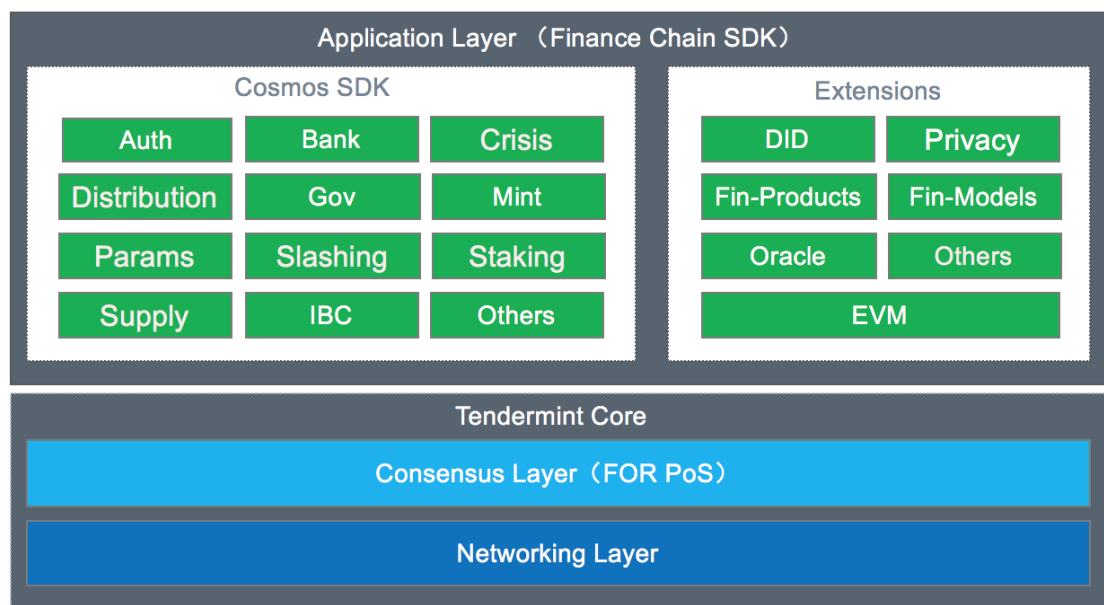 Application Layer （Finance Chain SDK）
Cosmos SDK
Auth
Bank
Crisis
Distribution
Gov
Mint
Params
Slashing
Staking
Supply
IBC
Others
Extensions
DID
Privacy
Fin-Products
Fin-Models
Oracle
Others
EVM
Tendermint Core
Consensus Layer（FOR PoS）
Networking Layer